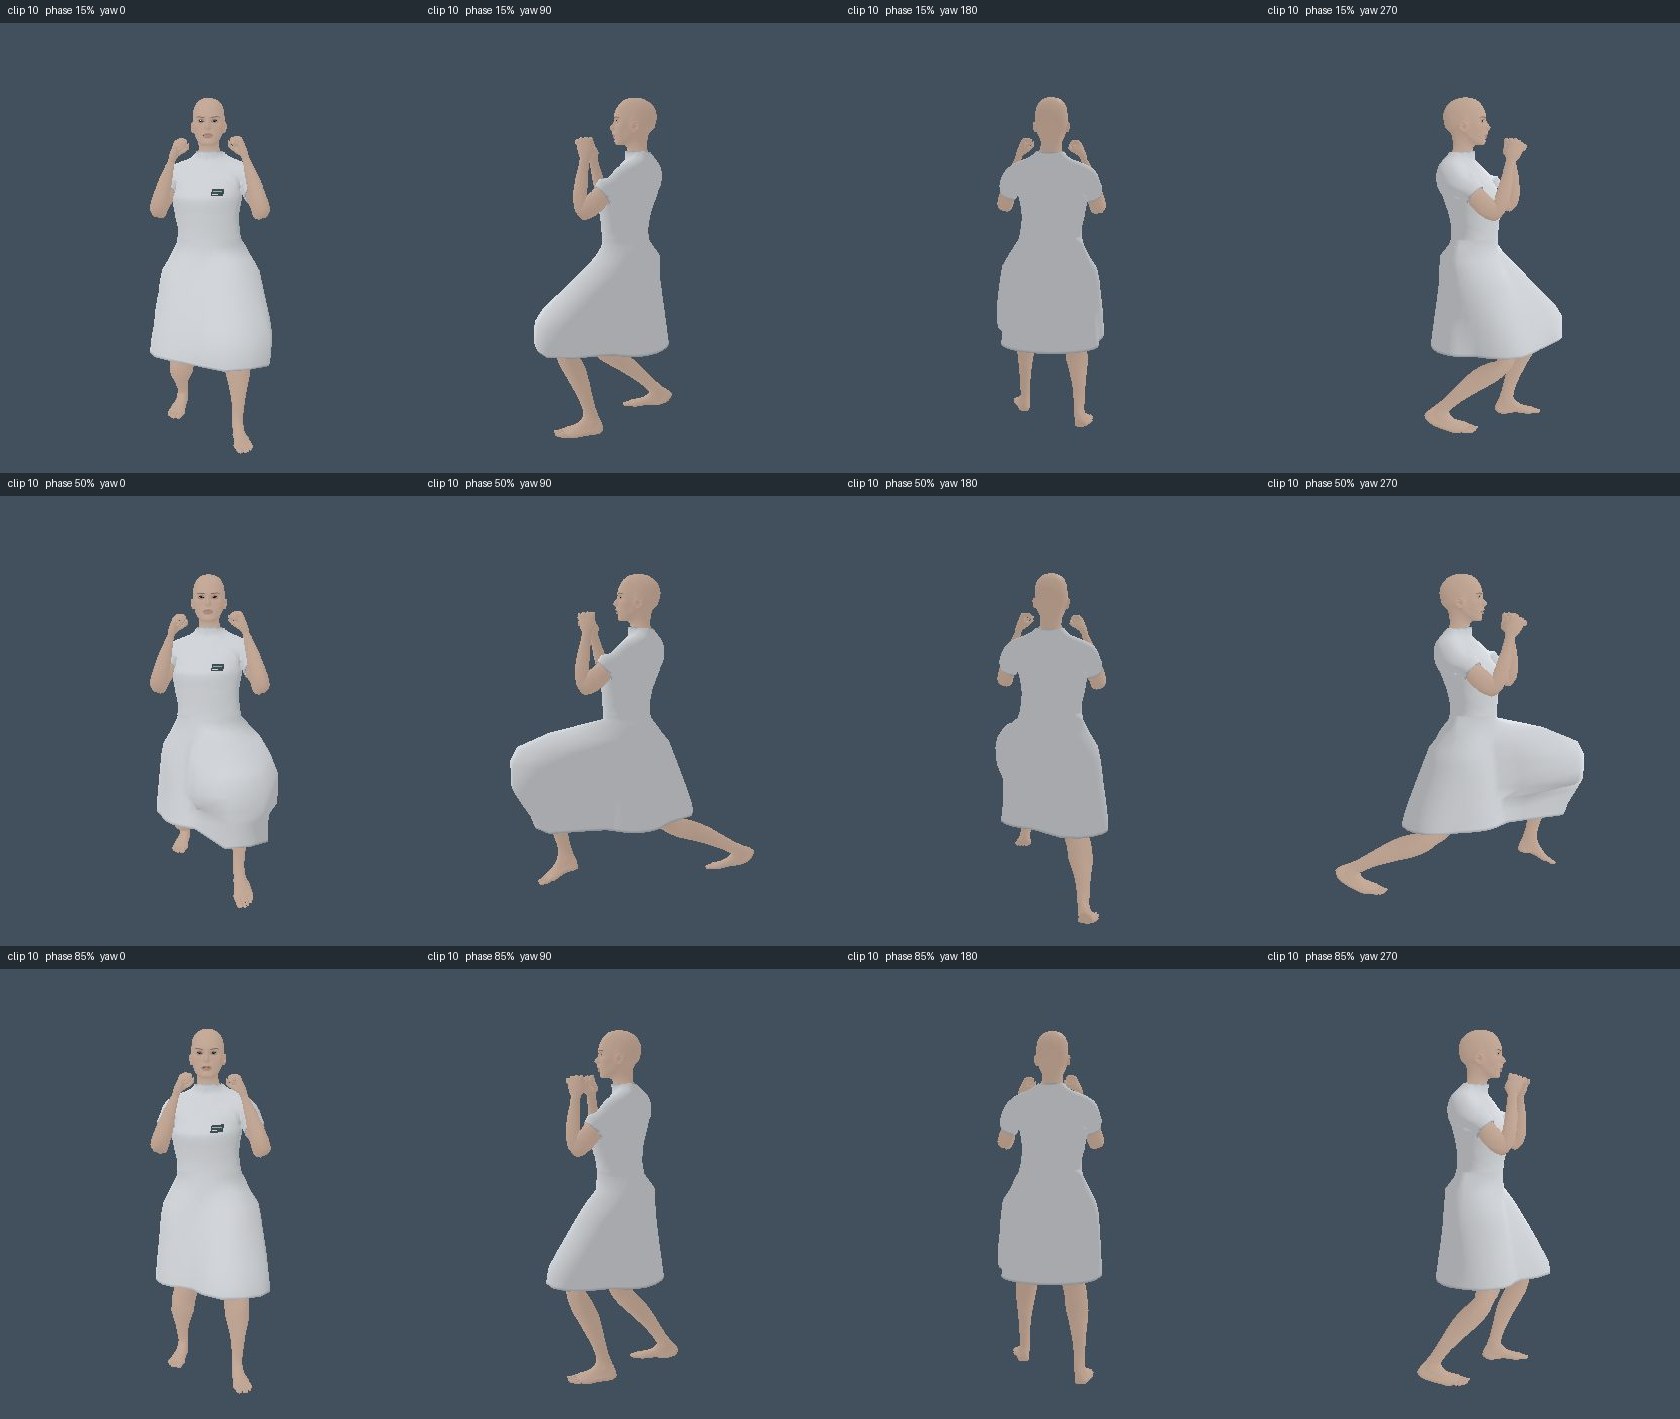 clip 10 phase 15% yaw 0
clip 10 phase 15% yaw 90
clip 10 phase 15% yaw 180
clip 10 phase 15% yaw 270
clip 10 phase 50% yaw 0
clip 10 phase 50% yaw 90
clip 10 phase 50% yaw 180
clip 10 phase 50% yaw 270
clip 10 phase 85% yaw 0
clip 10 phase 85% yaw 90
clip 10 phase 85% yaw 180
clip 10 phase 85% yaw 270